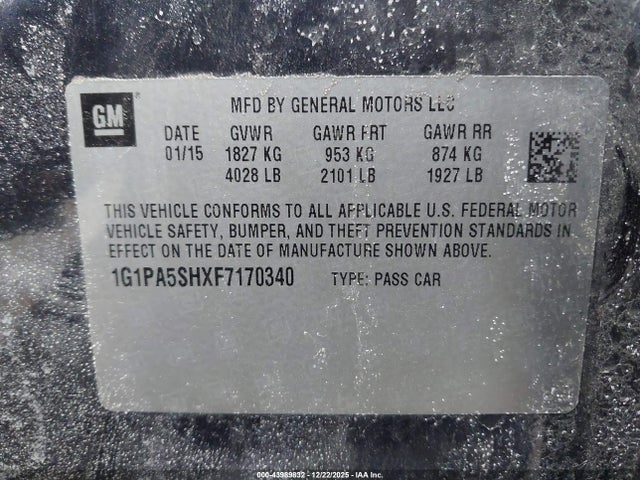 GM
MFD BY GENERAL MOTORS LLC
DATE GVWR GAWR FRT GAWR RR
01/15 1827 KG 953 KG 874 KG
4028 LB 2101 LB 1927 LB
THIS VEHICLE CONFORMS TO ALL APPLICABLE U.S. FEDERAL MOTOR
VEHICLE SAFETY, BUMPER, AND THEFT PREVENTION STANDARDS IN
EFFECT ON THE DATE OF MANUFACTURE SHOWN ABOVE.
1G1PA5SHXF7170340 TYPE: PASS CAR
000-43989832 - 12/22/2025 - IAA Inc.